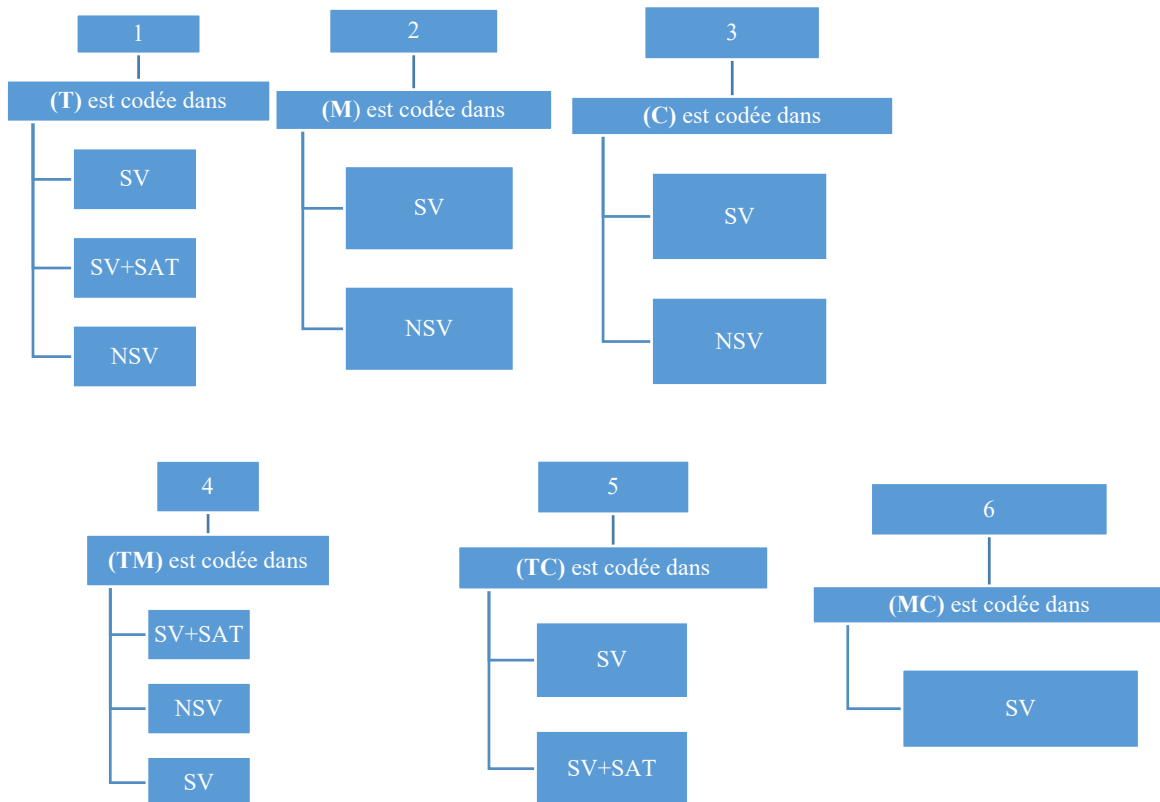 1
(T) est codée dans
SV
SV+SAT
NSV
2
(M) est codée dans
SV
NSV
3
(C) est codée dans
SV
NSV
4
(TM) est codée dans
SV+SAT
NSV
SV
5
(TC) est codée dans
SV
SV+SAT
6
(MC) est codée dans
SV